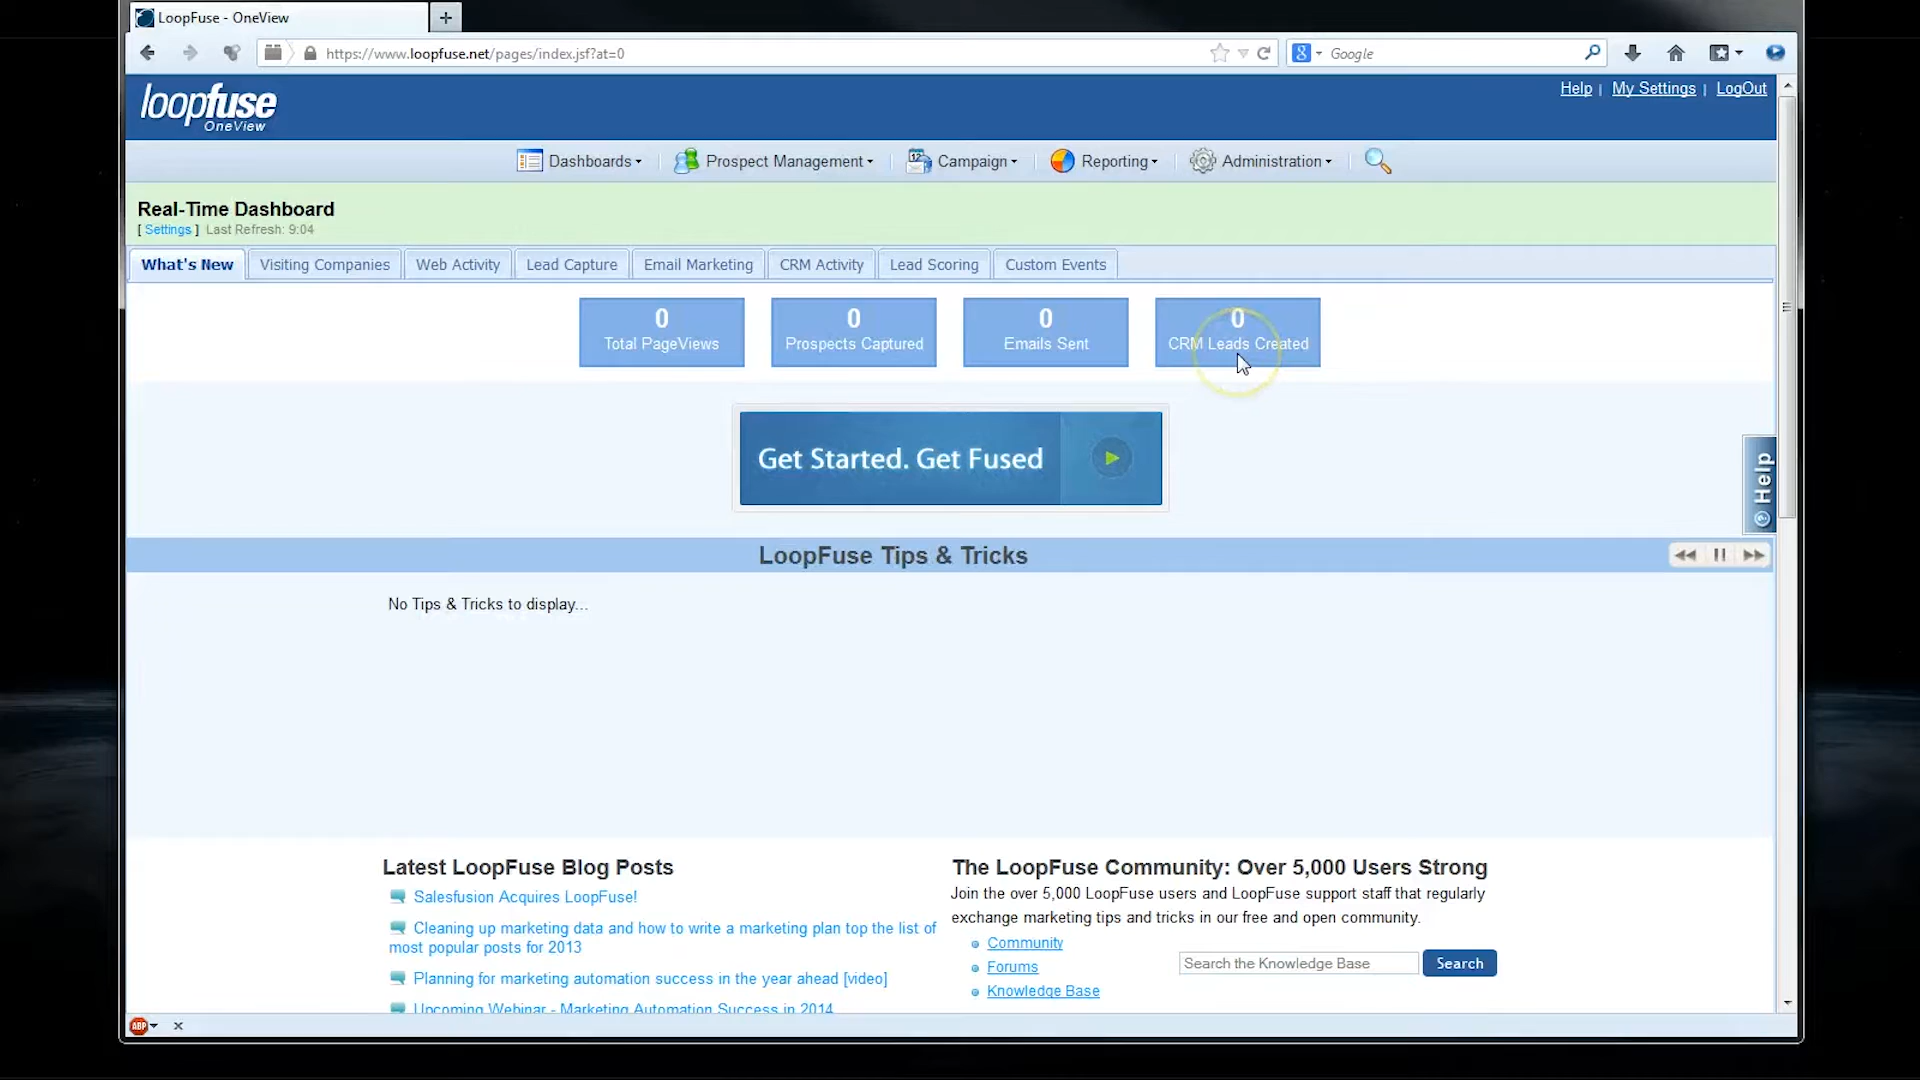 LoopFuse - OneView
https://www.loopfuse.net/pages/index.jsf?at=0
8 Google
Help | My Settings | LogOut
loopfuse
OneView
Dashboards
Prospect Management
12 Campaign
Reporting
Administration
Real-Time Dashboard
[ Settings ] Last Refresh: 9:04
What's New
Visiting Companies
Web Activity
Lead Capture
Email Marketing
CRM Activity
Lead Scoring
Custom Events
0
Total PageViews
0
Prospects Captured
0
Emails Sent
0
CRM Leads Created
Get Started. Get Fused
Help
LoopFuse Tips & Tricks
No Tips & Tricks to display...
Latest LoopFuse Blog Posts
Salesfusion Acquires LoopFuse!
Cleaning up marketing data and how to write a marketing plan top the list of
most popular posts for 2013
Planning for marketing automation success in the year ahead [video]
Upcoming Webinar - Marketing Automation Success in 2014
The LoopFuse Community: Over 5,000 Users Strong
Join the over 5,000 LoopFuse users and LoopFuse support staff that regularly
exchange marketing tips and tricks in our free and open community.
Community
Forums
Knowledge Base
Search the Knowledge Base
Search
ABP